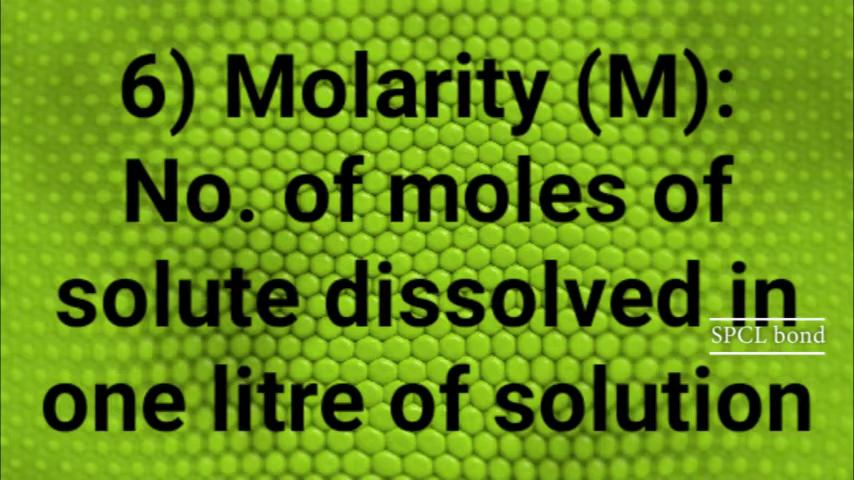 6) Molarity (M):
No. of moles of
solute dissolved in
SPCL bond
one litre of solution